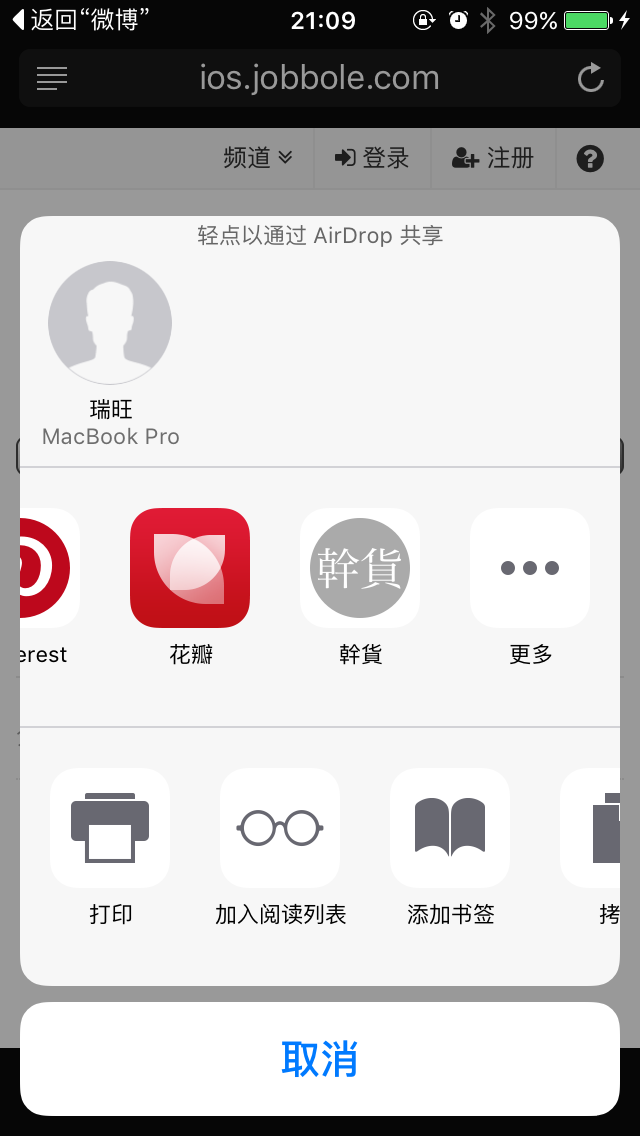 返回“微博”
21:09
99%
ios.jobbole.com
频道
登录
注册
轻点以通过 AirDrop 共享
瑞旺
MacBook Pro
幹貨
erest
花瓣
幹貨
更多
打印
加入阅读列表
添加书签
拷
取消